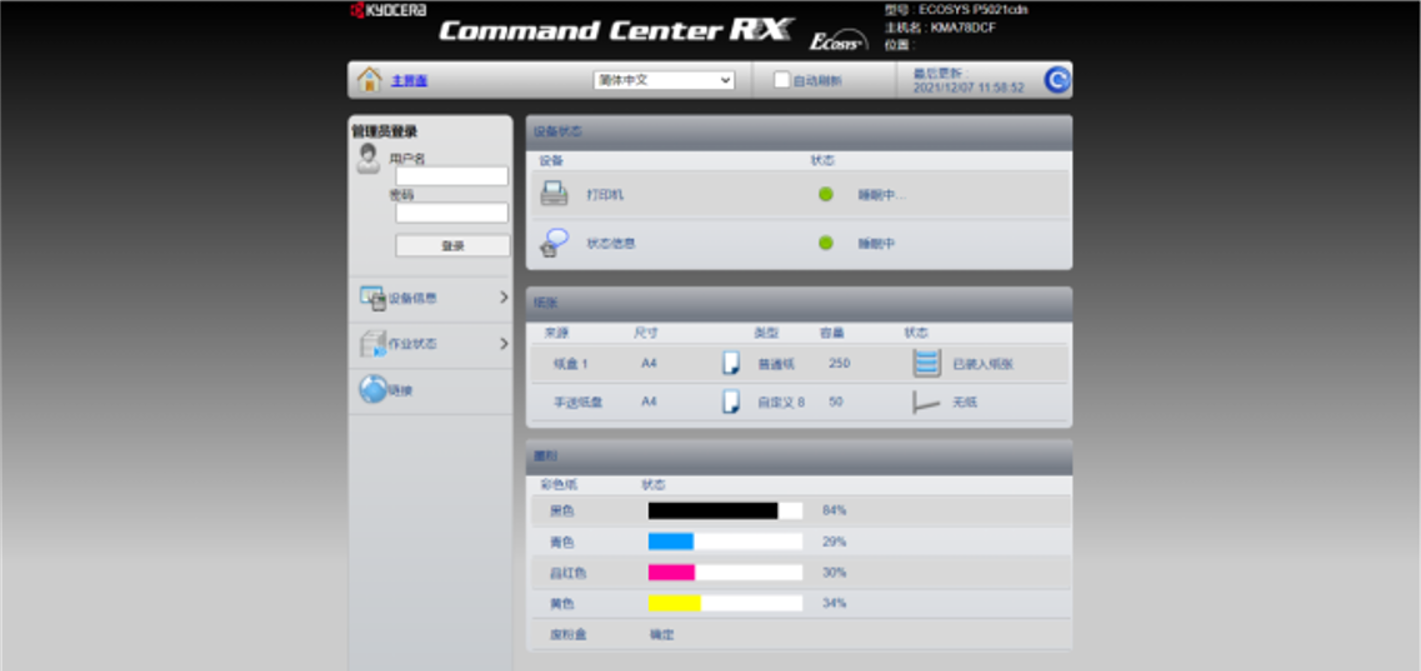 KYOCERA
Command Center RX
Ecosys
型号 : ECOSYS P5021cdn
主机名 : KMA78DCF
位置 :
主界面
简体中文
自动刷新
最后更新 :
2021/12/07 11:58:52
管理员登录
用户名
密码
登录
设备信息
作业状态
链接
设备状态
设备 状态
打印机 睡眠中...
状态信息 睡眠中
纸张
来源 尺寸 类型 容量 状态
纸盒 1 A4 普通纸 250 已装入纸张
手送纸盘 A4 自定义 8 50 无纸
墨粉
彩色纸 状态
黑色 84%
青色 29%
品红色 30%
黄色 34%
废粉盒 确定